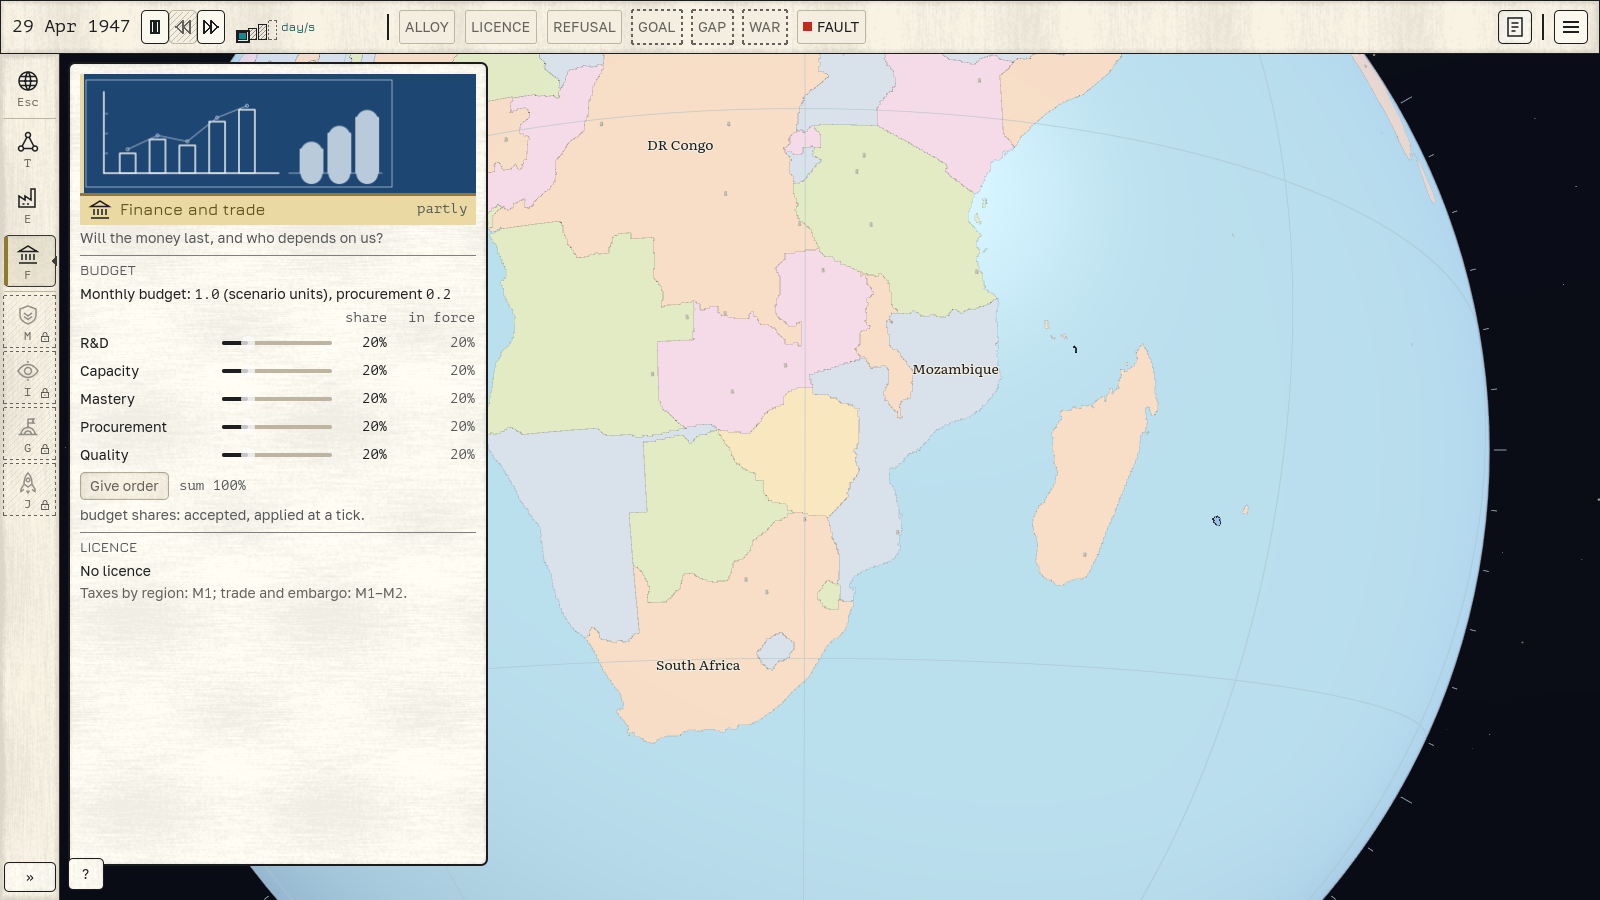 29 Apr 1947
day/s
ALLOY
LICENCE
REFUSAL
GOAL
GAP
WAR
FAULT
Esc
T
E
F
M
I
G
J
»
Finance and trade
partly
Will the money last, and who depends on us?
BUDGET
Monthly budget: 1.0 (scenario units), procurement 0.2
share in force
R&D 20% 20%
Capacity 20% 20%
Mastery 20% 20%
Procurement 20% 20%
Quality 20% 20%
Give order sum 100%
budget shares: accepted, applied at a tick.
LICENCE
No licence
Taxes by region: M1; trade and embargo: M1–M2.
?
DR Congo
Mozambique
South Africa